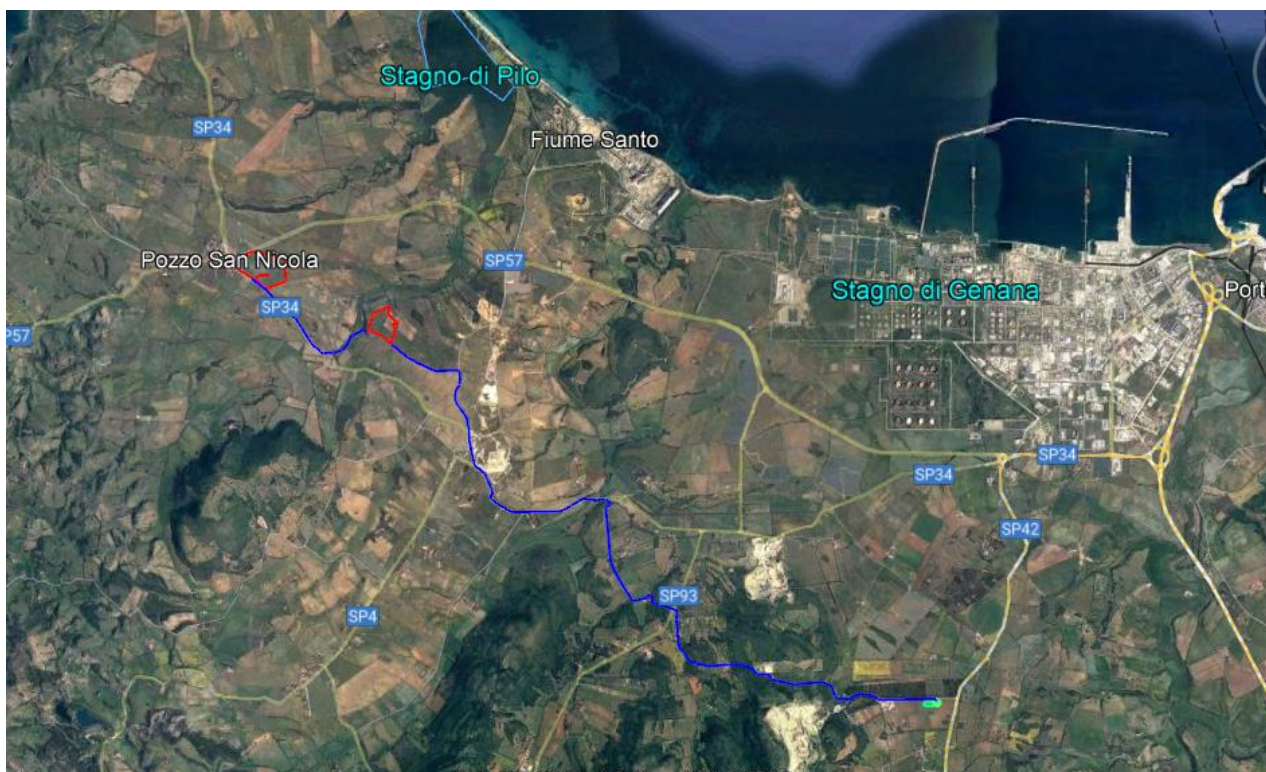 Stagno di Pilo
SP34
Fiume Santo
Pozzo San Nicola
SP57
SP34
Stagno di Genana
Port
P57
SP34
SP34
SP42
SP93
SP4